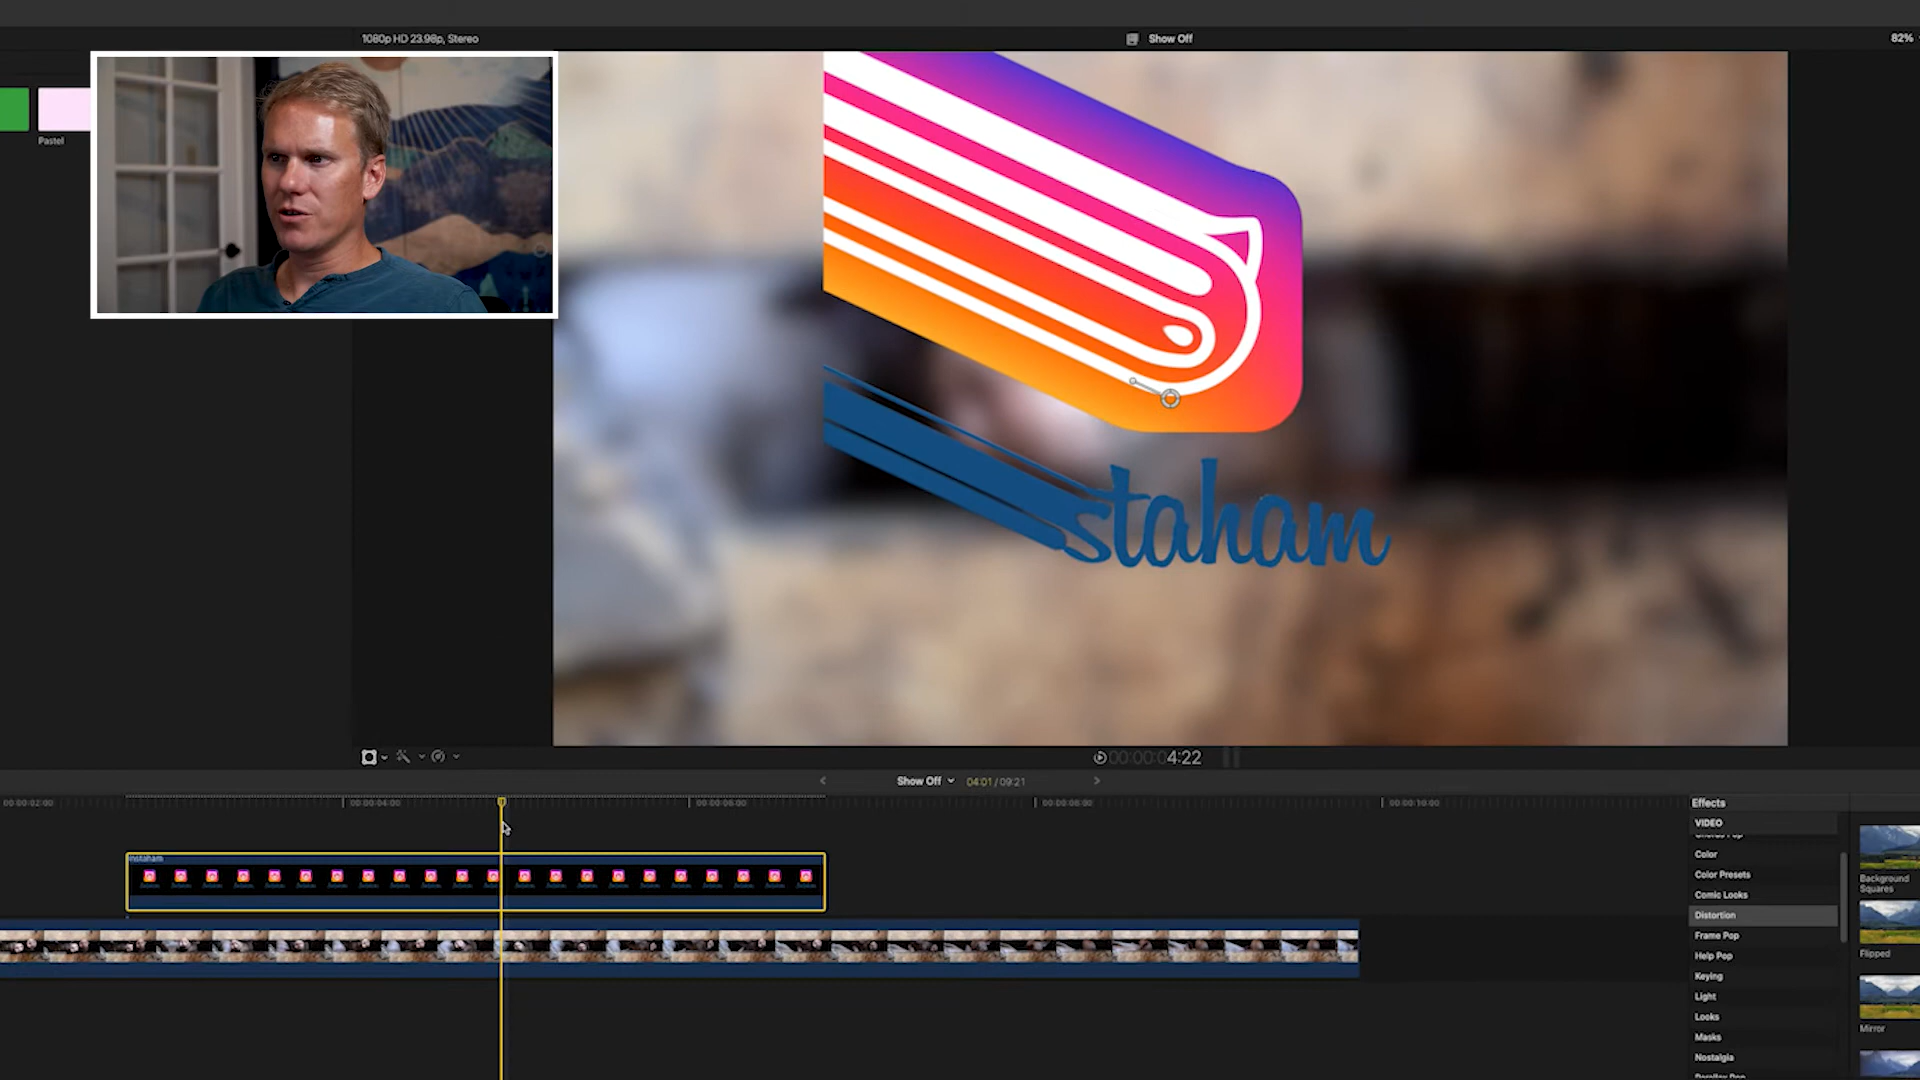 1080p HD 23.98p, Stereo
Show Off
82%
Pastel
staham
00:00:04:22
Show Off
04:01 / 09:21
00:00:02:00
00:00:04:00
00:00:06:00
00:00:08:00
00:00:10:00
instaham
Effects
VIDEO
Color
Color Presets
Comic Looks
Distortion
Frame Pop
Help Pop
Keying
Light
Looks
Masks
Nostalgia
Background
Squares
Flipped
Mirror